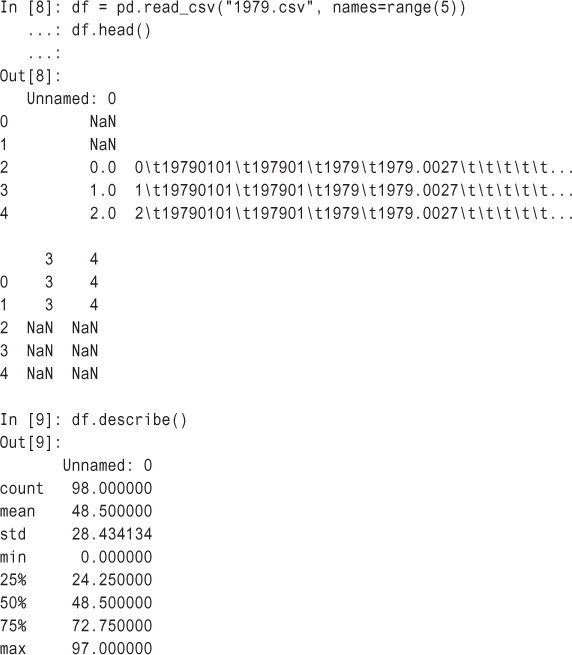 In [8]: df = pd.read_csv("1979.csv", names=range(5))
   ...: df.head()
   ...:
Out[8]:
   Unnamed: 0
0         NaN
1         NaN
2         0.0  0\t19790101\t197901\t1979\t1979.0027\t\t\t\t\t...
3         1.0  1\t19790101\t197901\t1979\t1979.0027\t\t\t\t\t...
4         2.0  2\t19790101\t197901\t1979\t1979.0027\t\t\t\t\t...
     3    4
0    3    4
1    3    4
2  NaN  NaN
3  NaN  NaN
4  NaN  NaN
In [9]: df.describe()
Out[9]:
       Unnamed: 0
count   98.000000
mean    48.500000
std     28.434134
min      0.000000
25%     24.250000
50%     48.500000
75%     72.750000
max     97.000000